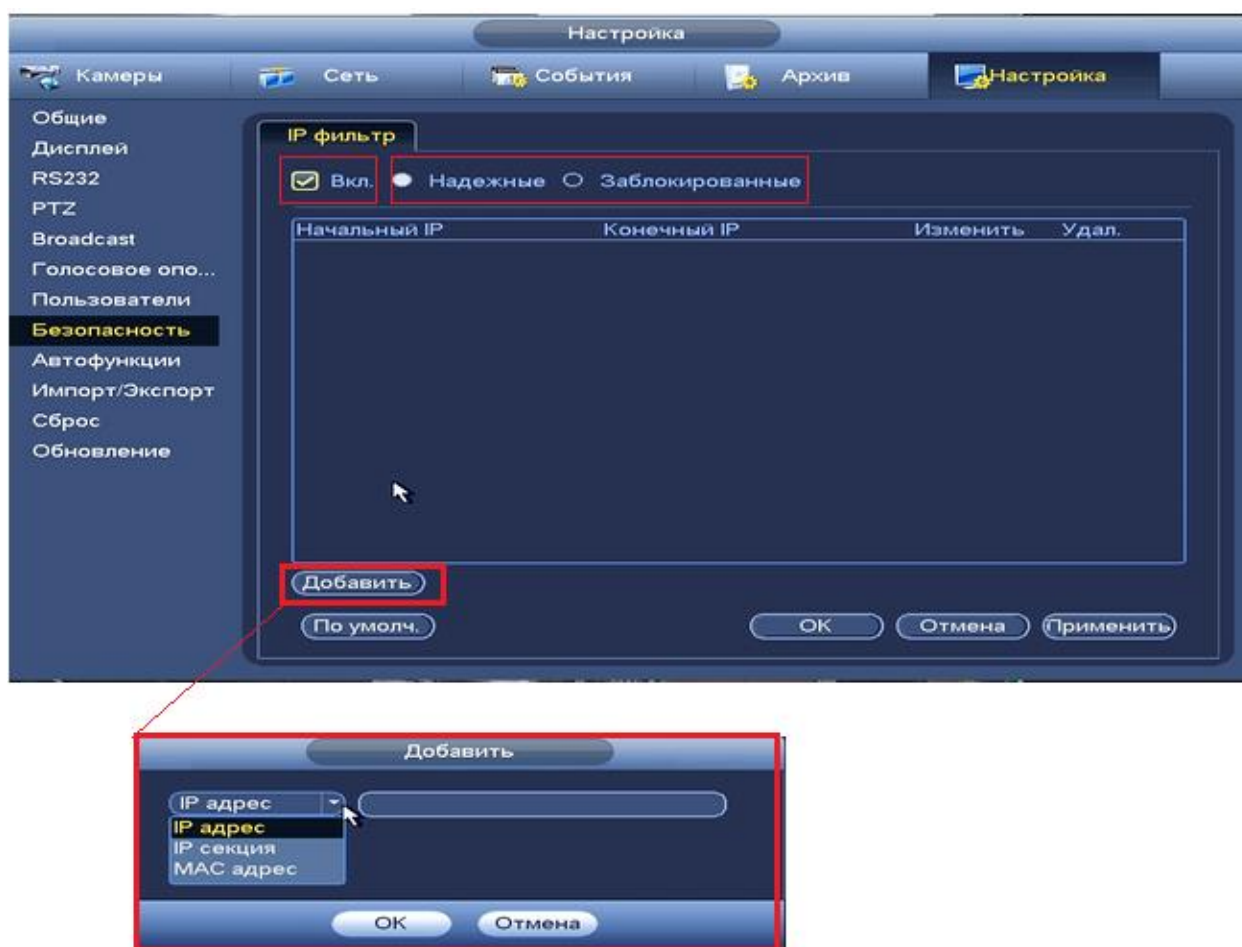 Настройка
Камеры Сеть События Архив Настройка
Общие
Дисплей
RS232
PTZ
Broadcast
Голосовое опо...
Пользователи
Безопасность
Автофункции
Импорт/Экспорт
Сброс
Обновление
IP фильтр
Вкл. Надежные Заблокированные
Начальный IP Конечный IP Изменить Удал.
Добавить
По умолч. OK Отмена Применить
Добавить
IP адрес
IP адрес
IP секция
MAC адрес
OK Отмена